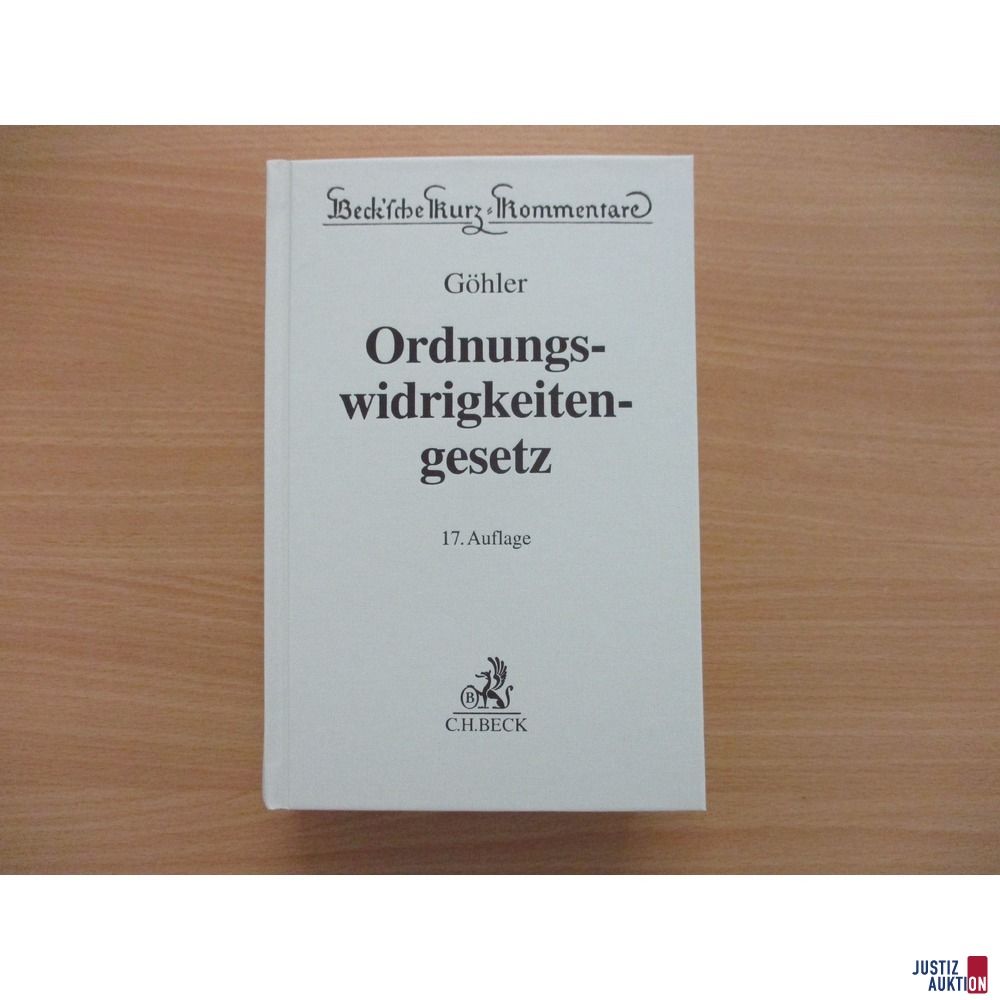 Beck'sche Kurz-Kommentare
Göhler
Ordnungs-
widrigkeiten-
gesetz
17. Auflage
B
C.H.BECK
JUSTIZ
AUKTION